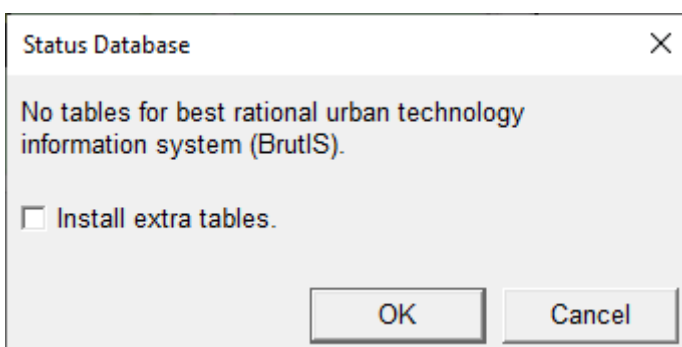 Status Database
No tables for best rational urban technology
information system (BrutIS).
Install extra tables.
OK
Cancel